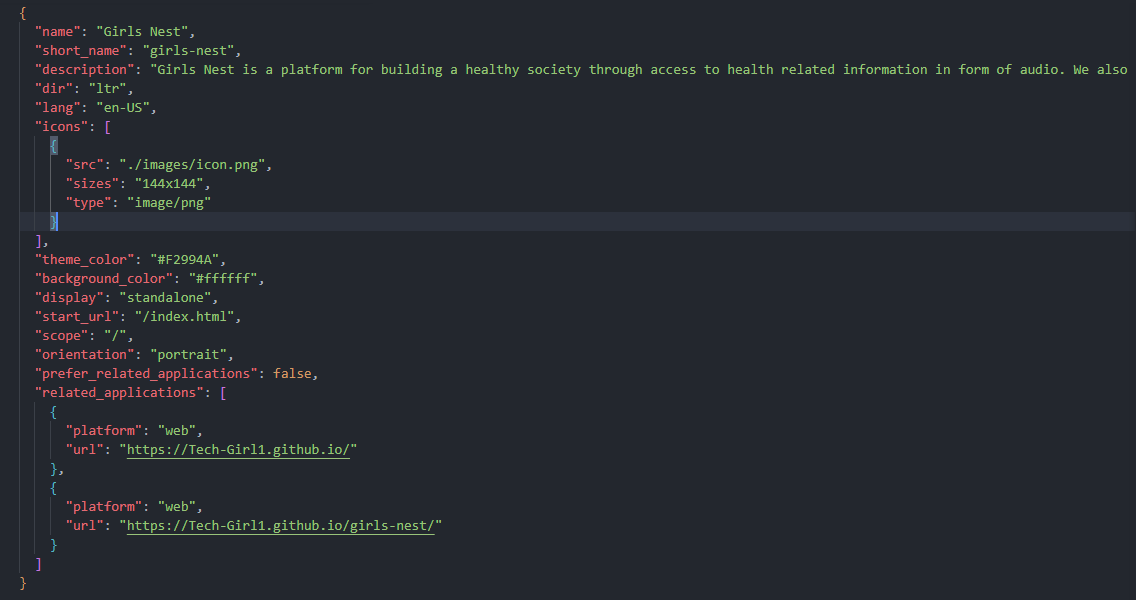 {
"name": "Girls Nest",
"short_name": "girls-nest",
"description": "Girls Nest is a platform for building a healthy society through access to health related information in form of audio. We also
"dir": "ltr",
"lang": "en-US",
"icons": [
{
"src": "./images/icon.png",
"sizes": "144x144",
"type": "image/png"
}
],
"theme_color": "#F2994A",
"background_color": "#ffffff",
"display": "standalone",
"start_url": "/index.html",
"scope": "/",
"orientation": "portrait",
"prefer_related_applications": false,
"related_applications": [
{
"platform": "web",
"url": "https://Tech-Girl1.github.io/"
},
{
"platform": "web",
"url": "https://Tech-Girl1.github.io/girls-nest/"
}
]
}